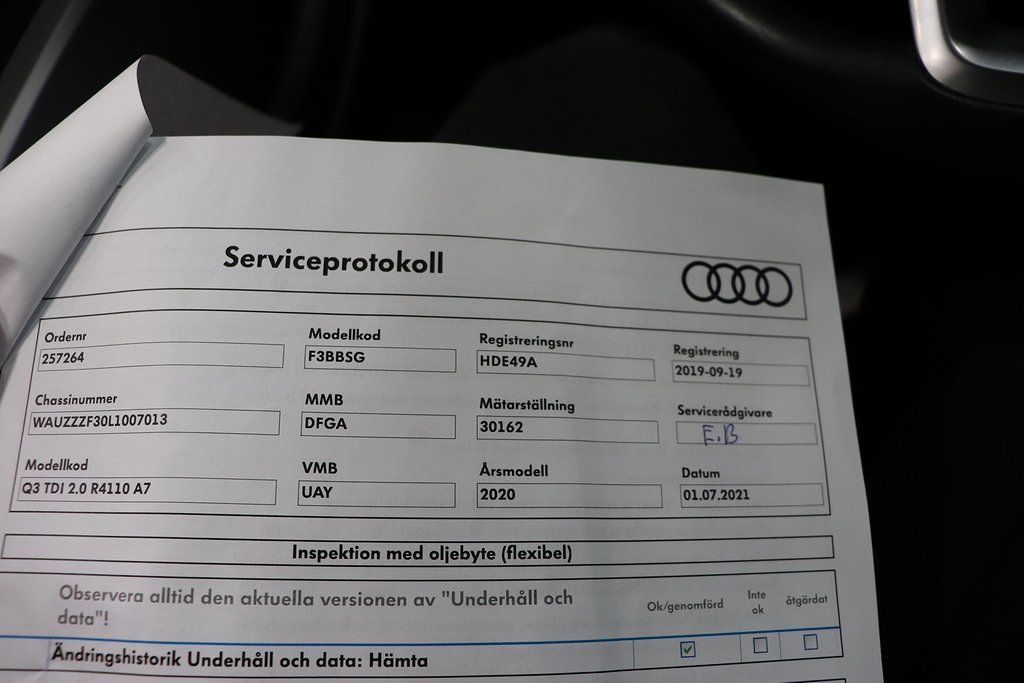 Serviceprotokoll
Ordernr Modellkod Registreringsnr Registrering
257264 F3BBSG HDE49A 2019-09-19
Chassinummer MMB Mätarställning Servicerådgivare
WAUZZZF30L1007013 DFGA 30162 E.B
Modellkod VMB Årsmodell Datum
Q3 TDI 2.0 R4110 A7 UAY 2020 01.07.2021
Inspektion med oljebyte (flexibel)
Observera alltid den aktuella versionen av "Underhåll och
data"!
Ok/genomförd Inte ok åtgärdat
Ändringshistorik Underhåll och data: Hämta